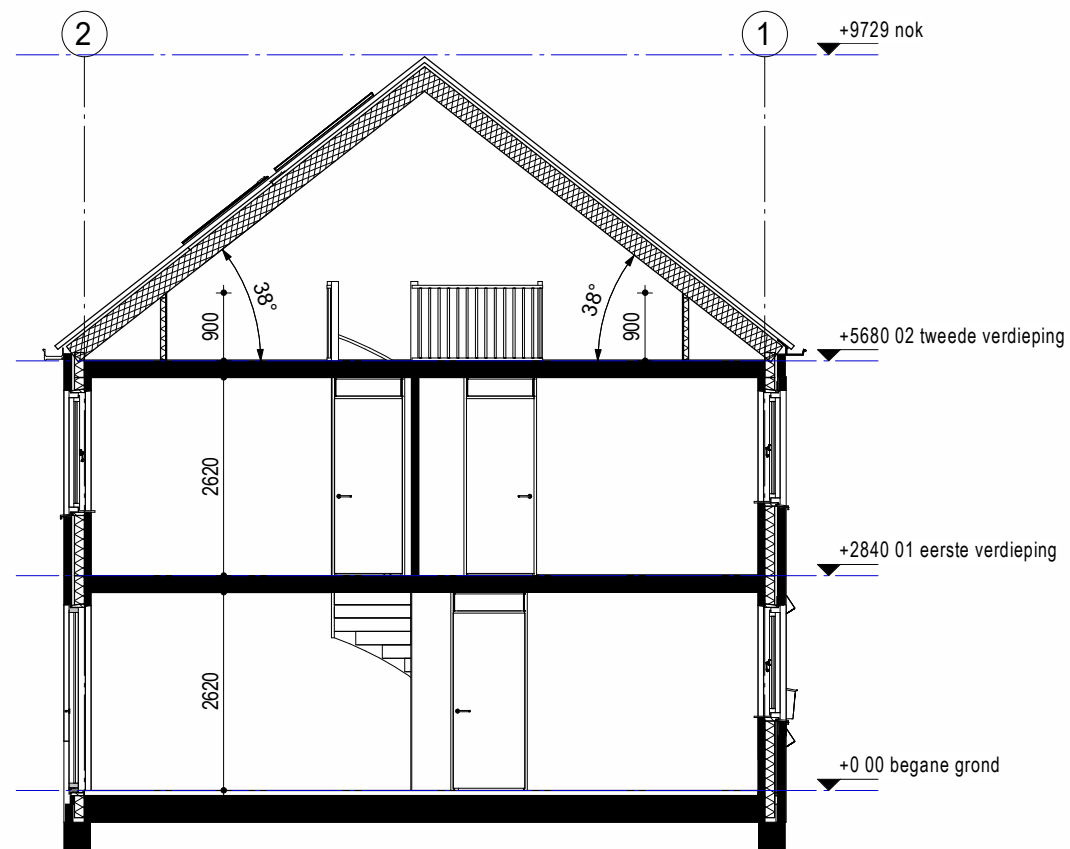 2
1
+9729 nok
38°
38°
900
900
+5680 02 tweede verdieping
2620
+2840 01 eerste verdieping
2620
+0 00 begane grond